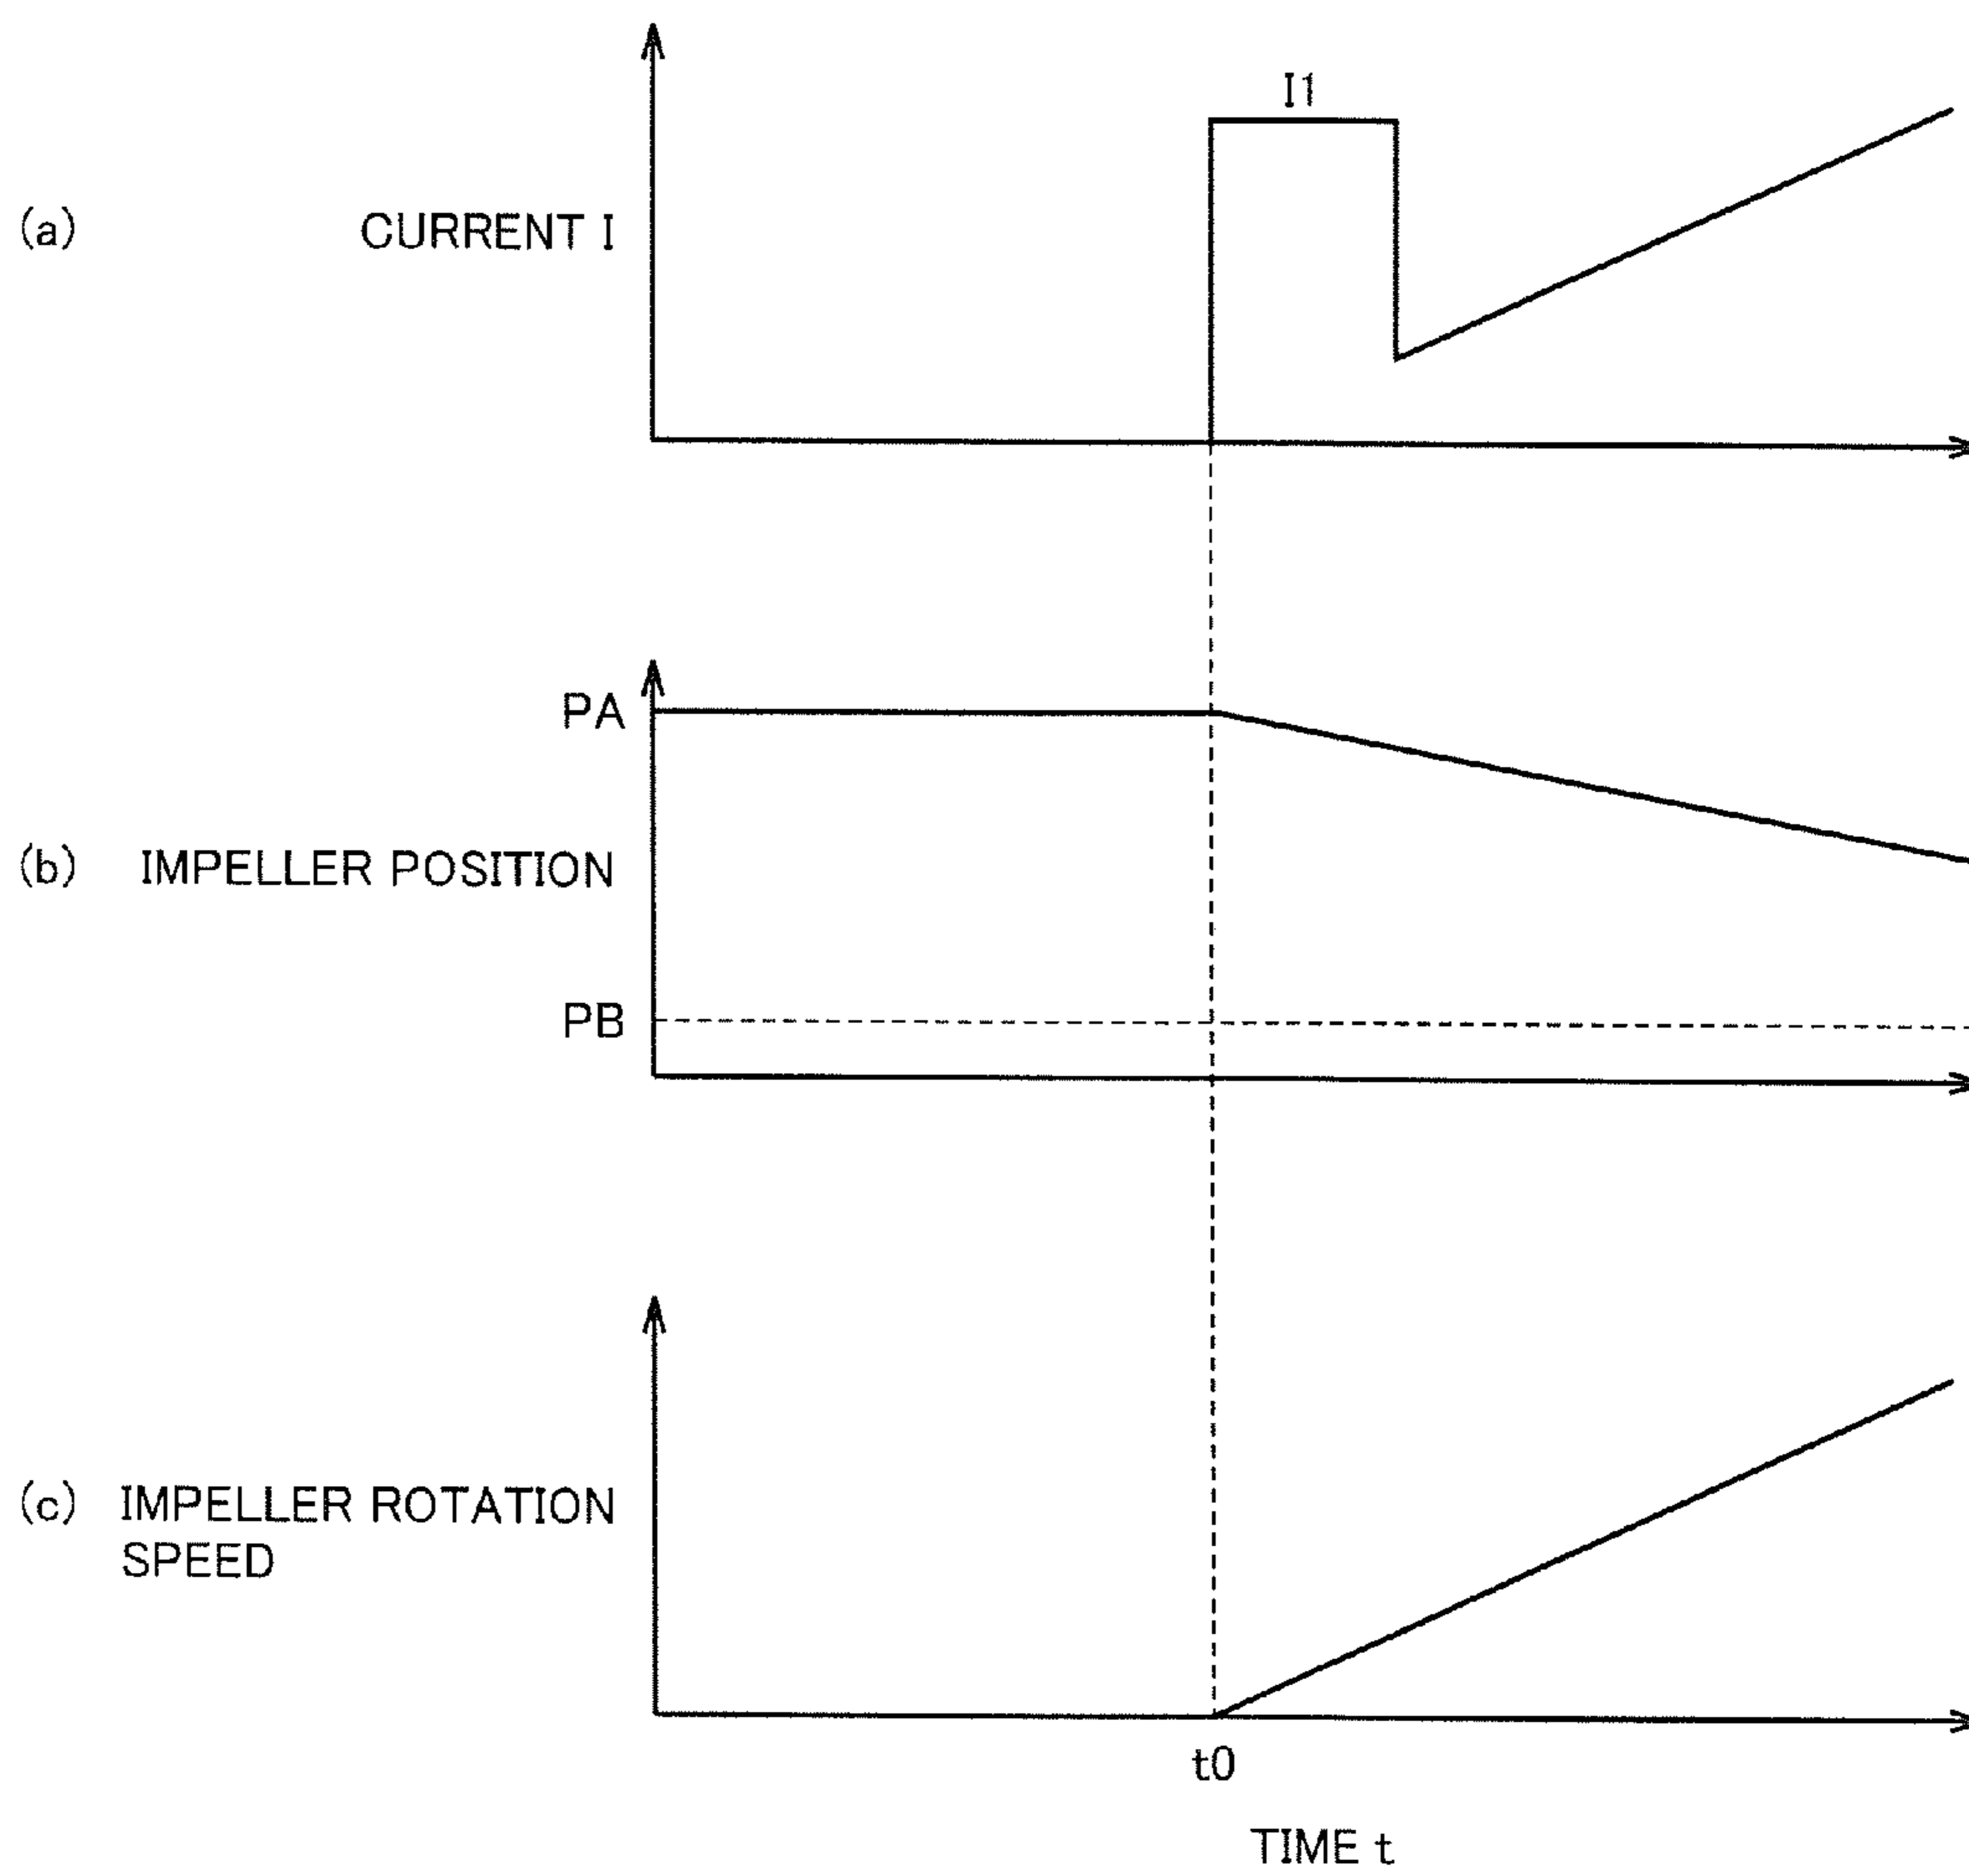 (a) CURRENT I
I1
(b) IMPELLER POSITION
PA
PB
(c) IMPELLER ROTATION
SPEED
t0
TIME t